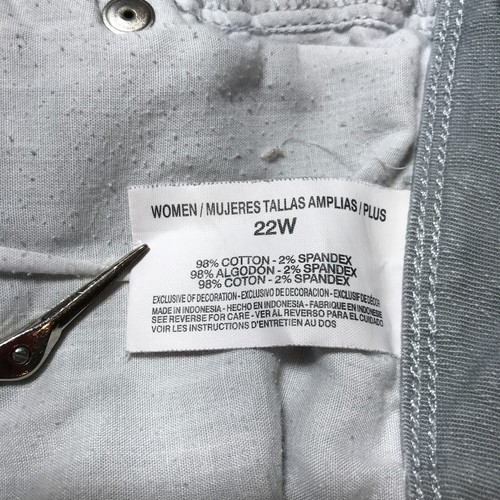 WOMEN / MUJERES TALLAS AMPLIAS / PLUS
22W
98% COTTON - 2% SPANDEX
98% ALGODÓN - 2% SPANDEX
98% COTON - 2% SPANDEX
EXCLUSIVE OF DECORATION - EXCLUSIVO DE DECORACION - EXCLUSIF DE DÉCOR
MADE IN INDONESIA - HECHO EN INDONESIA - FABRIQUE EN INDONESIE
SEE REVERSE FOR CARE - VER AL REVERSO PARA EL CUIDADO
VOIR LES INSTRUCTIONS D'ENTRETIEN AU DOS